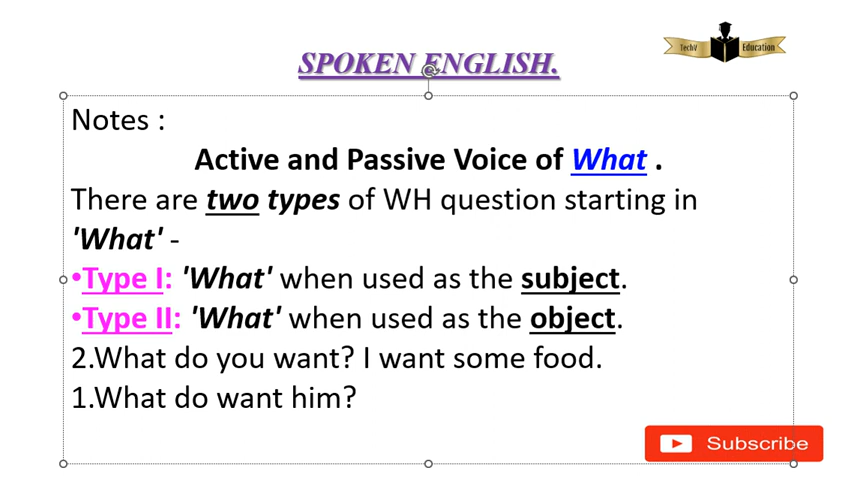 SPOKEN ENGLISH.
TechV Education
Notes :
Active and Passive Voice of What .
There are two types of WH question starting in
'What' -
•Type I: 'What' when used as the subject.
•Type II: 'What' when used as the object.
2.What do you want? I want some food.
1.What do want him?
Subscribe